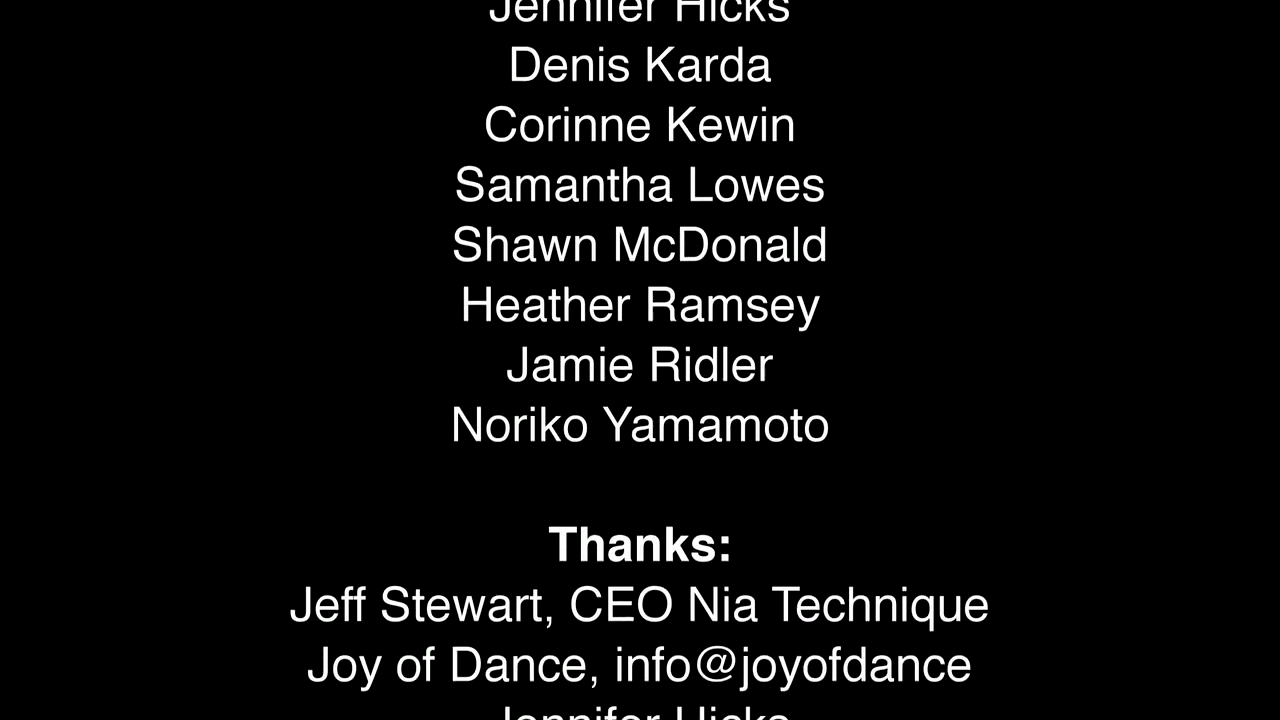 Jennifer Hicks
Denis Karda
Corinne Kewin
Samantha Lowes
Shawn McDonald
Heather Ramsey
Jamie Ridler
Noriko Yamamoto
Thanks:
Jeff Stewart, CEO Nia Technique
Joy of Dance, info@joyofdance
Jennifer Hicks